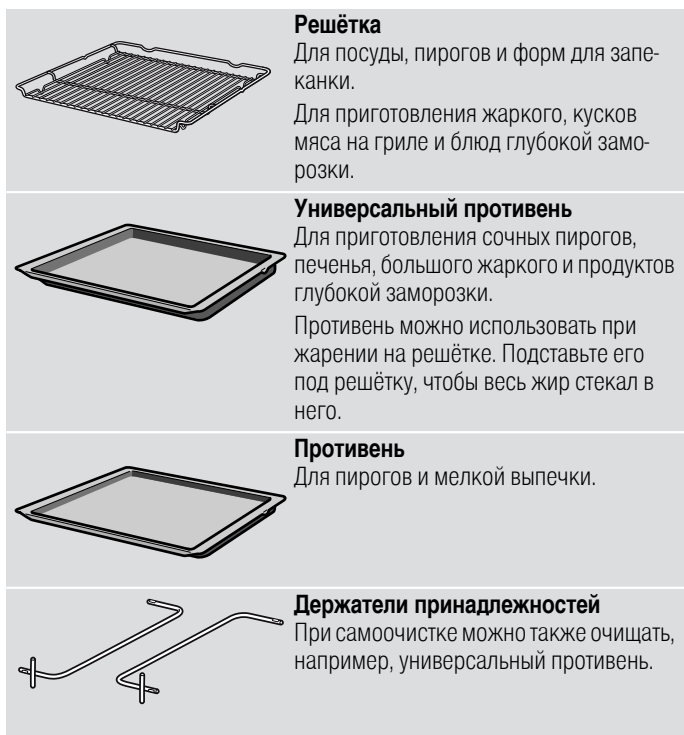 Решётка
Для посуды, пирогов и форм для запе-
канки.
Для приготовления жаркого, кусков
мяса на гриле и блюд глубокой замо-
розки.
Универсальный противень
Для приготовления сочных пирогов,
печенья, большого жаркого и продуктов
глубокой заморозки.
Противень можно использовать при
жарении на решётке. Подставьте его
под решётку, чтобы весь жир стекал в
него.
Противень
Для пирогов и мелкой выпечки.
Держатели принадлежностей
При самоочистке можно также очищать,
например, универсальный противень.